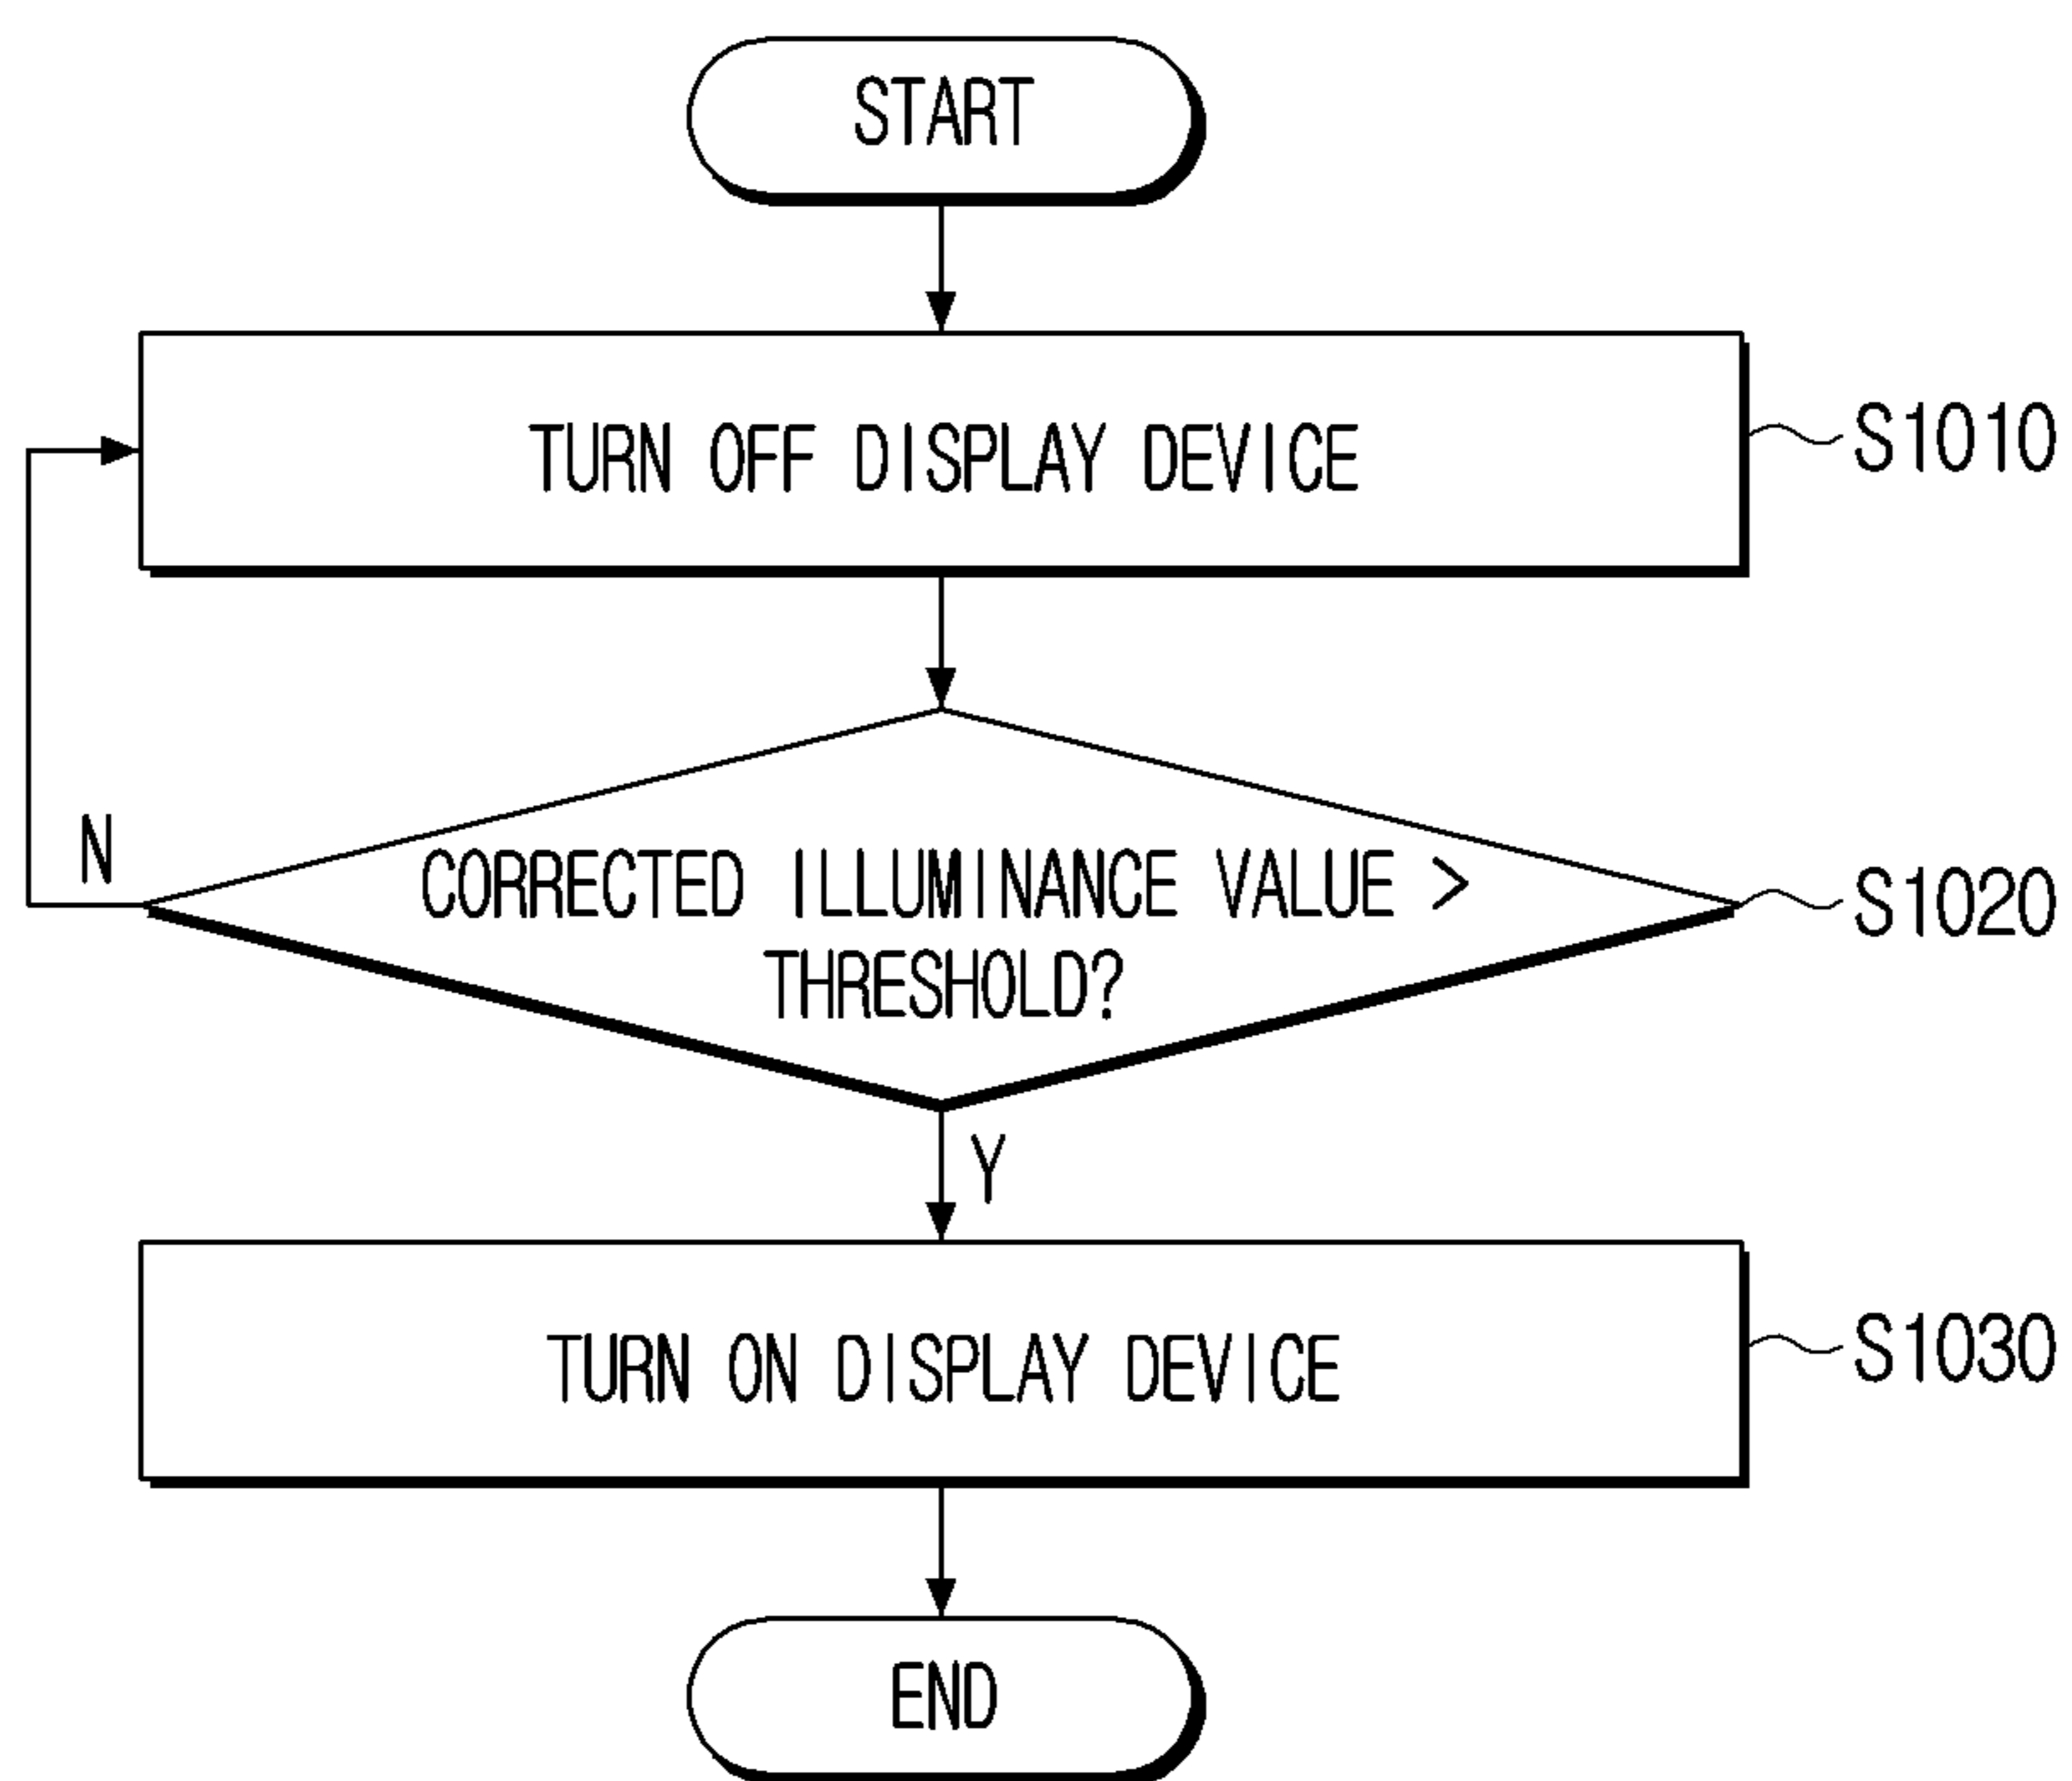 START
TURN OFF DISPLAY DEVICE
S1010
N
CORRECTED ILLUMINANCE VALUE >
THRESHOLD?
S1020
Y
TURN ON DISPLAY DEVICE
S1030
END